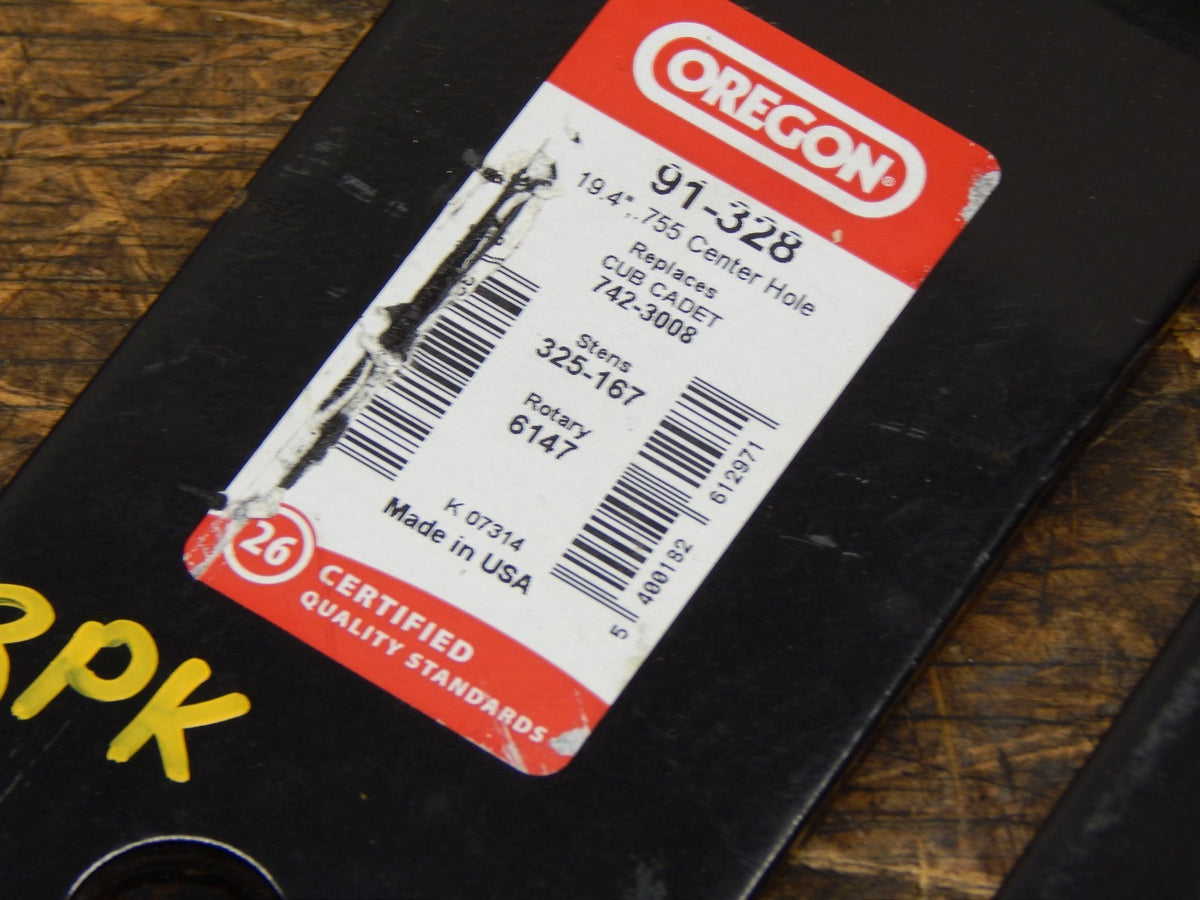 OREGON®
91-328
19.4", .755 Center Hole
Replaces
CUB CADET
742-3008
Stens
325-167
Rotary
6147
K 07314
Made in USA
5 400182 612971
26
CERTIFIED
QUALITY STANDARDS
3PK